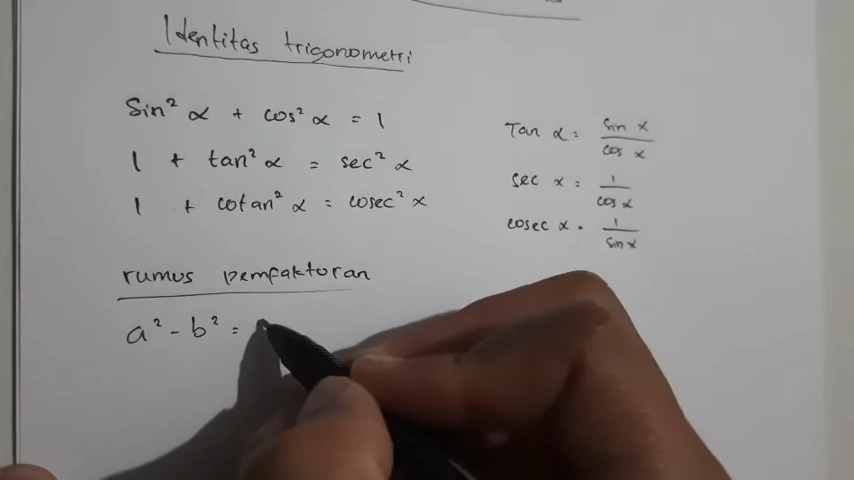 Identitas trigonometri
Sin² α + cos² α = 1
1 + tan² α = sec² α
1 + cotan² α = cosec² α
Tan α = sin α / cos α
sec α = 1 / cos α
cosec α = 1 / sin α
rumus pemfaktoran
a² - b² =